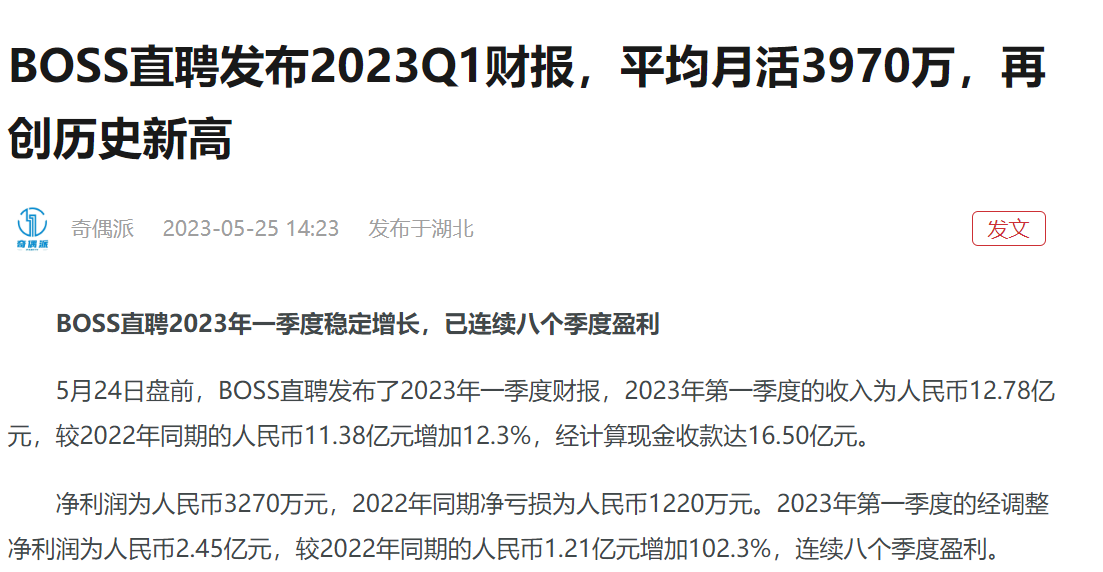 BOSS直聘发布2023Q1财报，平均月活3970万，再
创历史新高
奇偶派
奇偶派 2023-05-25 14:23 发布于湖北
发文
BOSS直聘2023年一季度稳定增长，已连续八个季度盈利
5月24日盘前，BOSS直聘发布了2023年一季度财报，2023年第一季度的收入为人民币12.78亿
元，较2022年同期的人民币11.38亿元增加12.3%，经计算现金收款达16.50亿元。
净利润为人民币3270万元，2022年同期净亏损为人民币1220万元。2023年第一季度的经调整
净利润为人民币2.45亿元，较2022年同期的人民币1.21亿元增加102.3%，连续八个季度盈利。